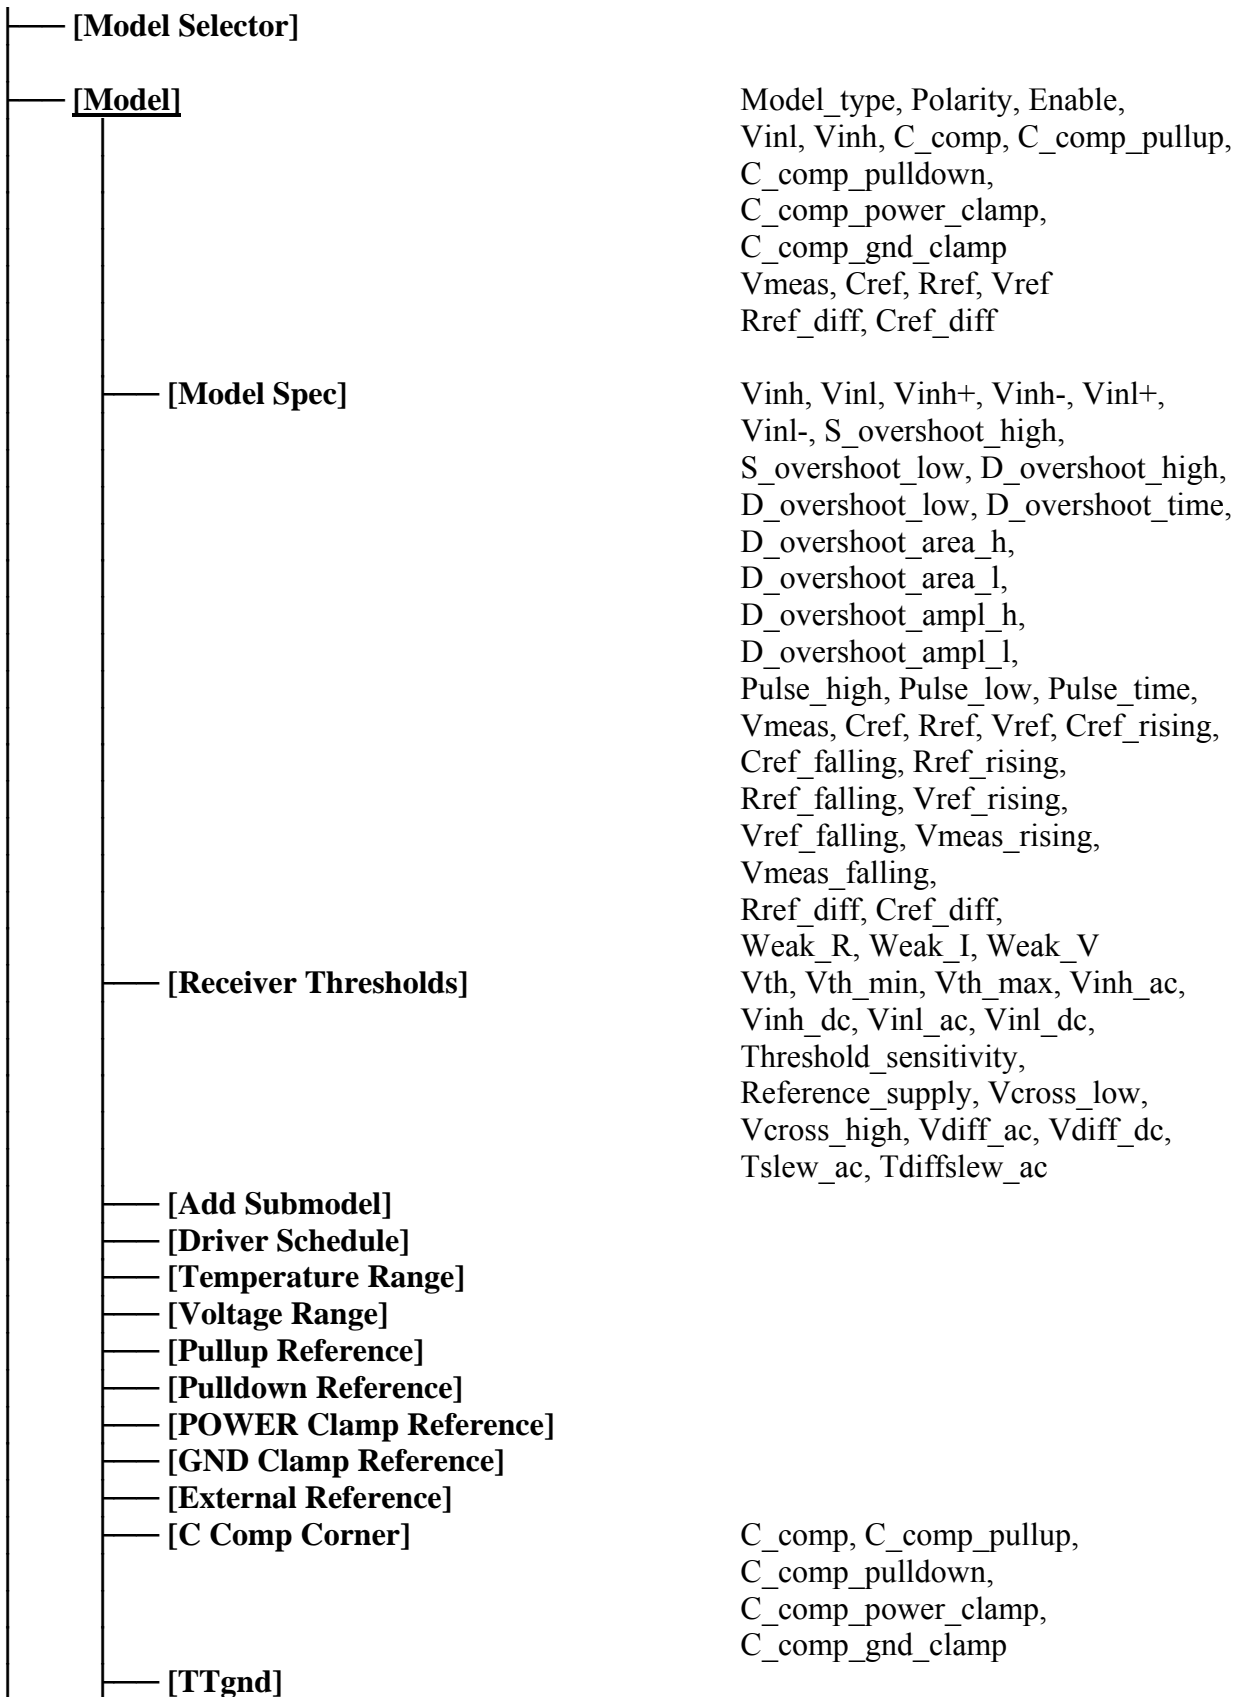 [Model Selector]
[Model] Model_type, Polarity, Enable,
Vinl, Vinh, C_comp, C_comp_pullup,
C_comp_pulldown,
C_comp_power_clamp,
C_comp_gnd_clamp
Vmeas, Cref, Rref, Vref
Rref_diff, Cref_diff
[Model Spec] Vinh, Vinl, Vinh+, Vinh-, Vinl+,
Vinl-, S_overshoot_high,
S_overshoot_low, D_overshoot_high,
D_overshoot_low, D_overshoot_time,
D_overshoot_area_h,
D_overshoot_area_l,
D_overshoot_ampl_h,
D_overshoot_ampl_l,
Pulse_high, Pulse_low, Pulse_time,
Vmeas, Cref, Rref, Vref, Cref_rising,
Cref_falling, Rref_rising,
Rref_falling, Vref_rising,
Vref_falling, Vmeas_rising,
Vmeas_falling,
Rref_diff, Cref_diff,
Weak_R, Weak_I, Weak_V
[Receiver Thresholds] Vth, Vth_min, Vth_max, Vinh_ac,
Vinh_dc, Vinl_ac, Vinl_dc,
Threshold_sensitivity,
Reference_supply, Vcross_low,
Vcross_high, Vdiff_ac, Vdiff_dc,
Tslew_ac, Tdiffslew_ac
[Add Submodel]
[Driver Schedule]
[Temperature Range]
[Voltage Range]
[Pullup Reference]
[Pulldown Reference]
[POWER Clamp Reference]
[GND Clamp Reference]
[External Reference]
[C Comp Corner] C_comp, C_comp_pullup,
C_comp_pulldown,
C_comp_power_clamp,
C_comp_gnd_clamp
[TTgnd]